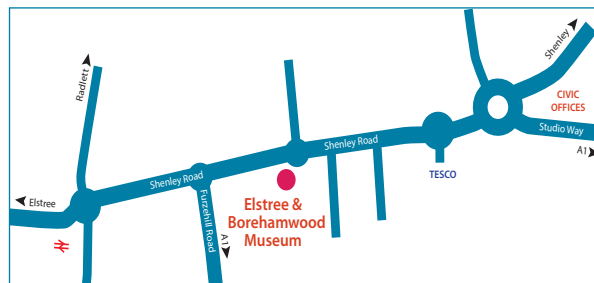 Shenley
Radlett
CIVIC
OFFICES
Studio Way
A1
Shenley Road
TESCO
Shenley Road
Elstree
Furzehill Road
A1
Elstree &
Borehamwood
Museum